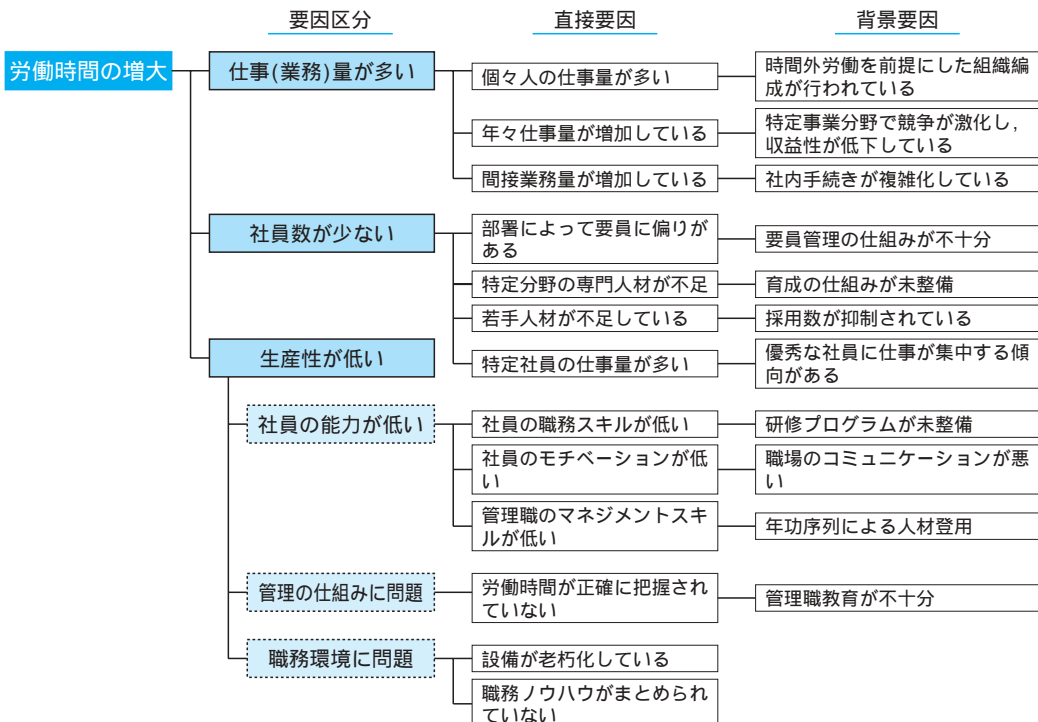 要因区分
直接要因
背景要因
労働時間の増大
仕事(業務)量が多い
個々人の仕事量が多い
時間外労働を前提にした組織編
成が行われている
年々仕事量が増加している
特定事業分野で競争が激化し,
収益性が低下している
間接業務量が増加している
社内手続きが複雑化している
社員数が少ない
部署によって要員に偏りが
ある
要員管理の仕組みが不十分
特定分野の専門人材が不足
育成の仕組みが未整備
若手人材が不足している
採用数が抑制されている
生産性が低い
特定社員の仕事量が多い
優秀な社員に仕事が集中する傾
向がある
社員の能力が低い
社員の職務スキルが低い
研修プログラムが未整備
社員のモチベーションが低
い
職場のコミュニケーションが悪
い
管理職のマネジメントスキ
ルが低い
年功序列による人材登用
管理の仕組みに問題
労働時間が正確に把握され
ていない
管理職教育が不十分
職務環境に問題
設備が老朽化している
職務ノウハウがまとめられ
ていない